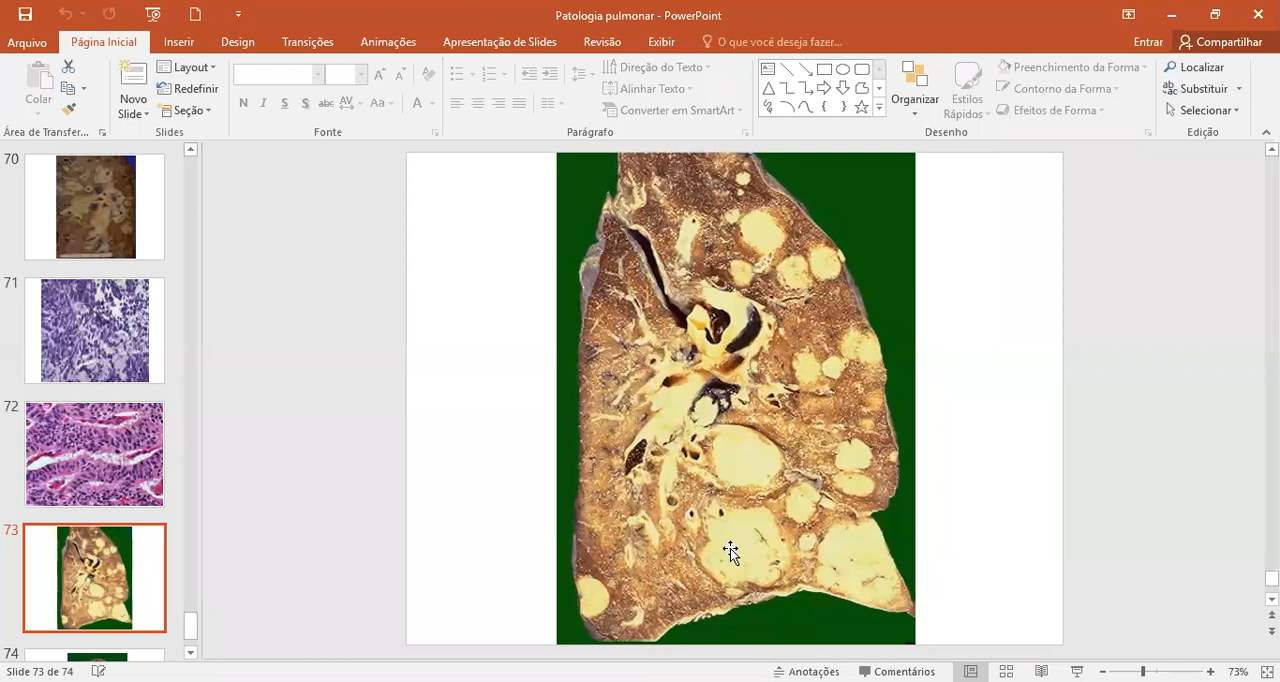 Patologia pulmonar - PowerPoint
Arquivo Página Inicial Inserir Design Transições Animações Apresentação de Slides Revisão Exibir O que você deseja fazer... Entrar Compartilhar
Colar
Novo Slide
Layout
Redefinir
Seção
N I S S abc AV Aa A
Direção do Texto
Alinhar Texto
Converter em SmartArt
Organizar
Estilos Rápidos
Preenchimento da Forma
Contorno da Forma
Efeitos de Forma
Localizar
Substituir
Selecionar
Área de Transfer... Slides Fonte Parágrafo Desenho Edição
70
71
72
73
74
Slide 73 de 74 Anotações Comentários 73%